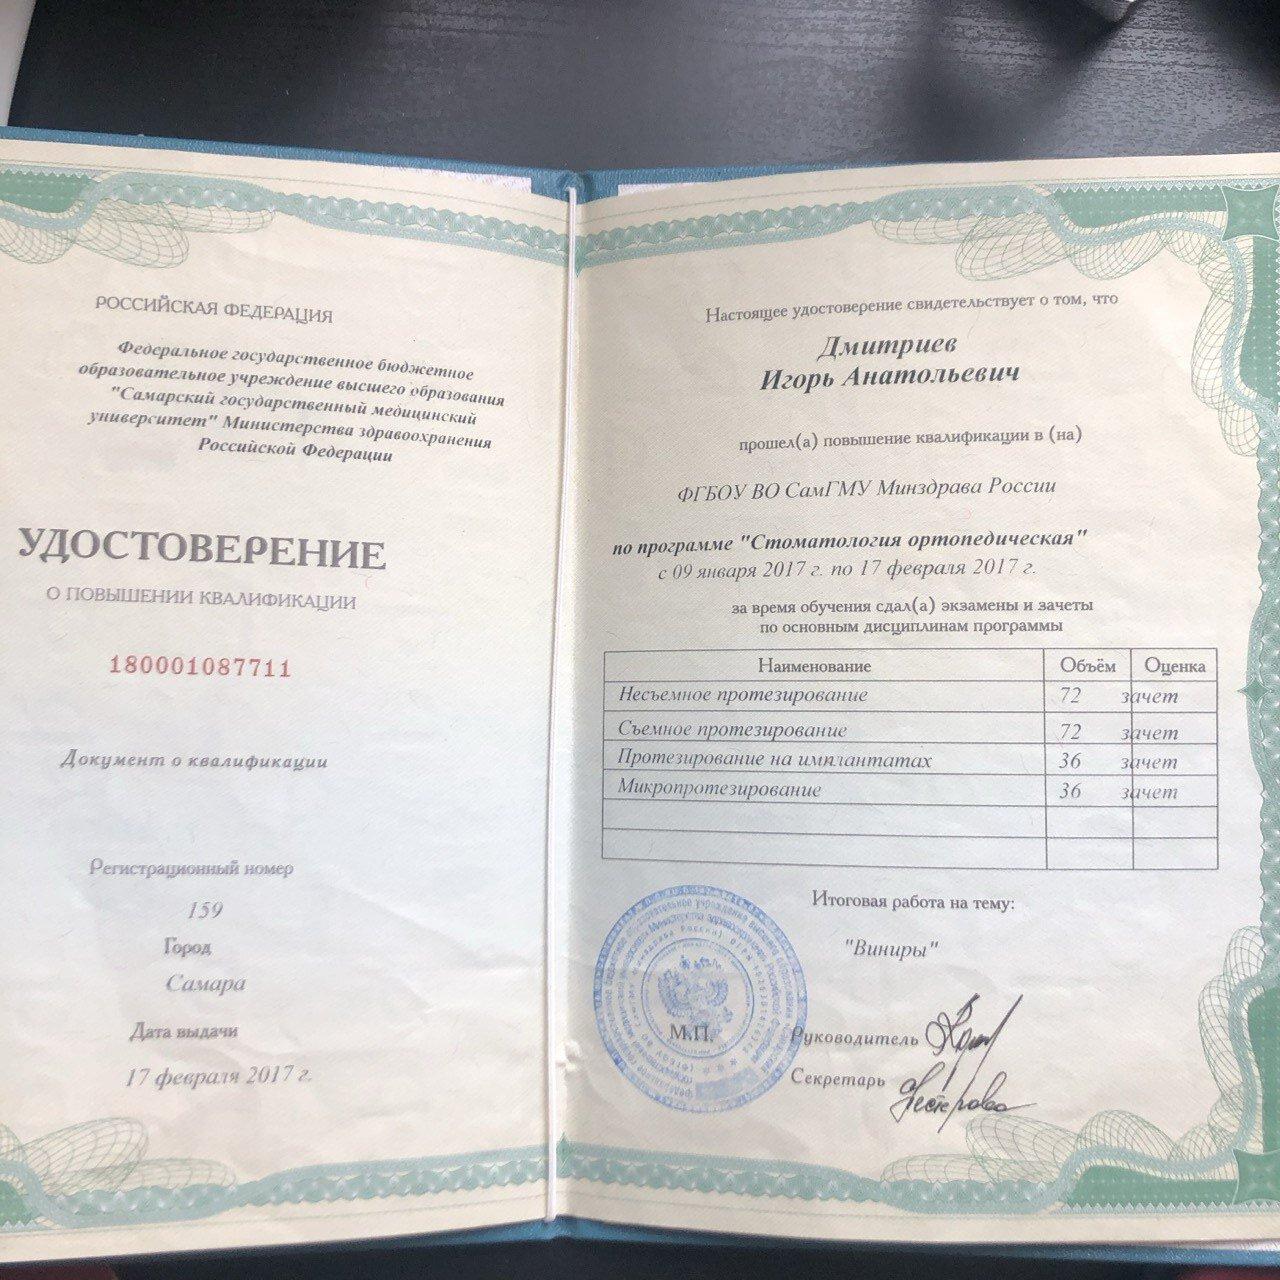 РОССИЙСКАЯ ФЕДЕРАЦИЯ
Федеральное государственное бюджетное
образовательное учреждение высшего образования
"Самарский государственный медицинский
университет" Министерства здравоохранения
Российской Федерации
УДОСТОВЕРЕНИЕ
О ПОВЫШЕНИИ КВАЛИФИКАЦИИ
180001087711
Документ о квалификации
Регистрационный номер
159
Город
Самара
Дата выдачи
17 февраля 2017 г.
Настоящее удостоверение свидетельствует о том, что
Дмитриев
Игорь Анатольевич
прошел(а) повышение квалификации в (на)
ФГБОУ ВО СамГМУ Минздрава России
по программе "Стоматология ортопедическая"
с 09 января 2017 г. по 17 февраля 2017 г.
за время обучения сдал(а) экзамены и зачеты
по основным дисциплинам программы
Наименование Объём Оценка
Несъемное протезирование 72 зачет
Съемное протезирование 72 зачет
Протезирование на имплантатах 36 зачет
Микропротезирование 36 зачет
Итоговая работа на тему:
"Виниры"
М.П.
Руководитель
Секретарь